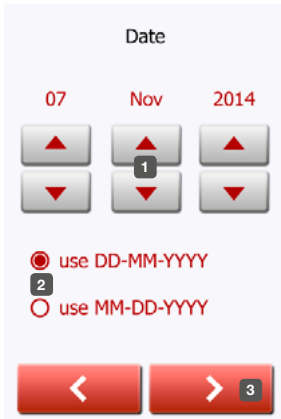 Date
07 Nov 2014
1
use DD-MM-YYYY
2
use MM-DD-YYYY
3